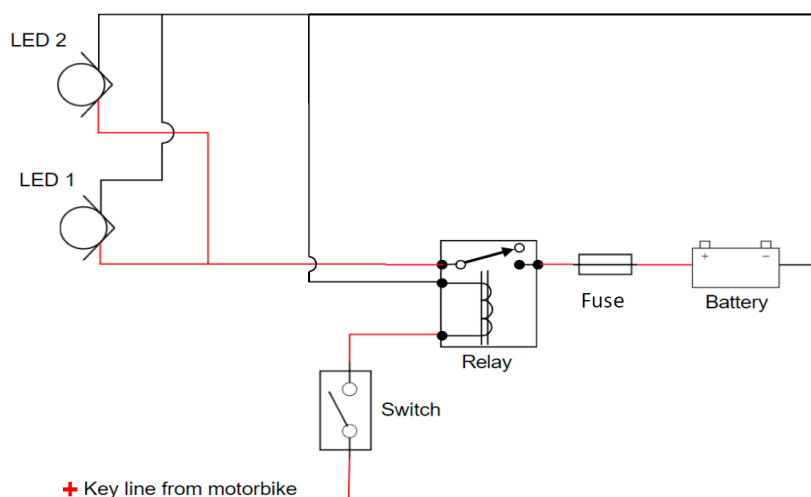 LED 2
LED 1
+ −
Fuse
Battery
Relay
Switch
+ Key line from motorbike